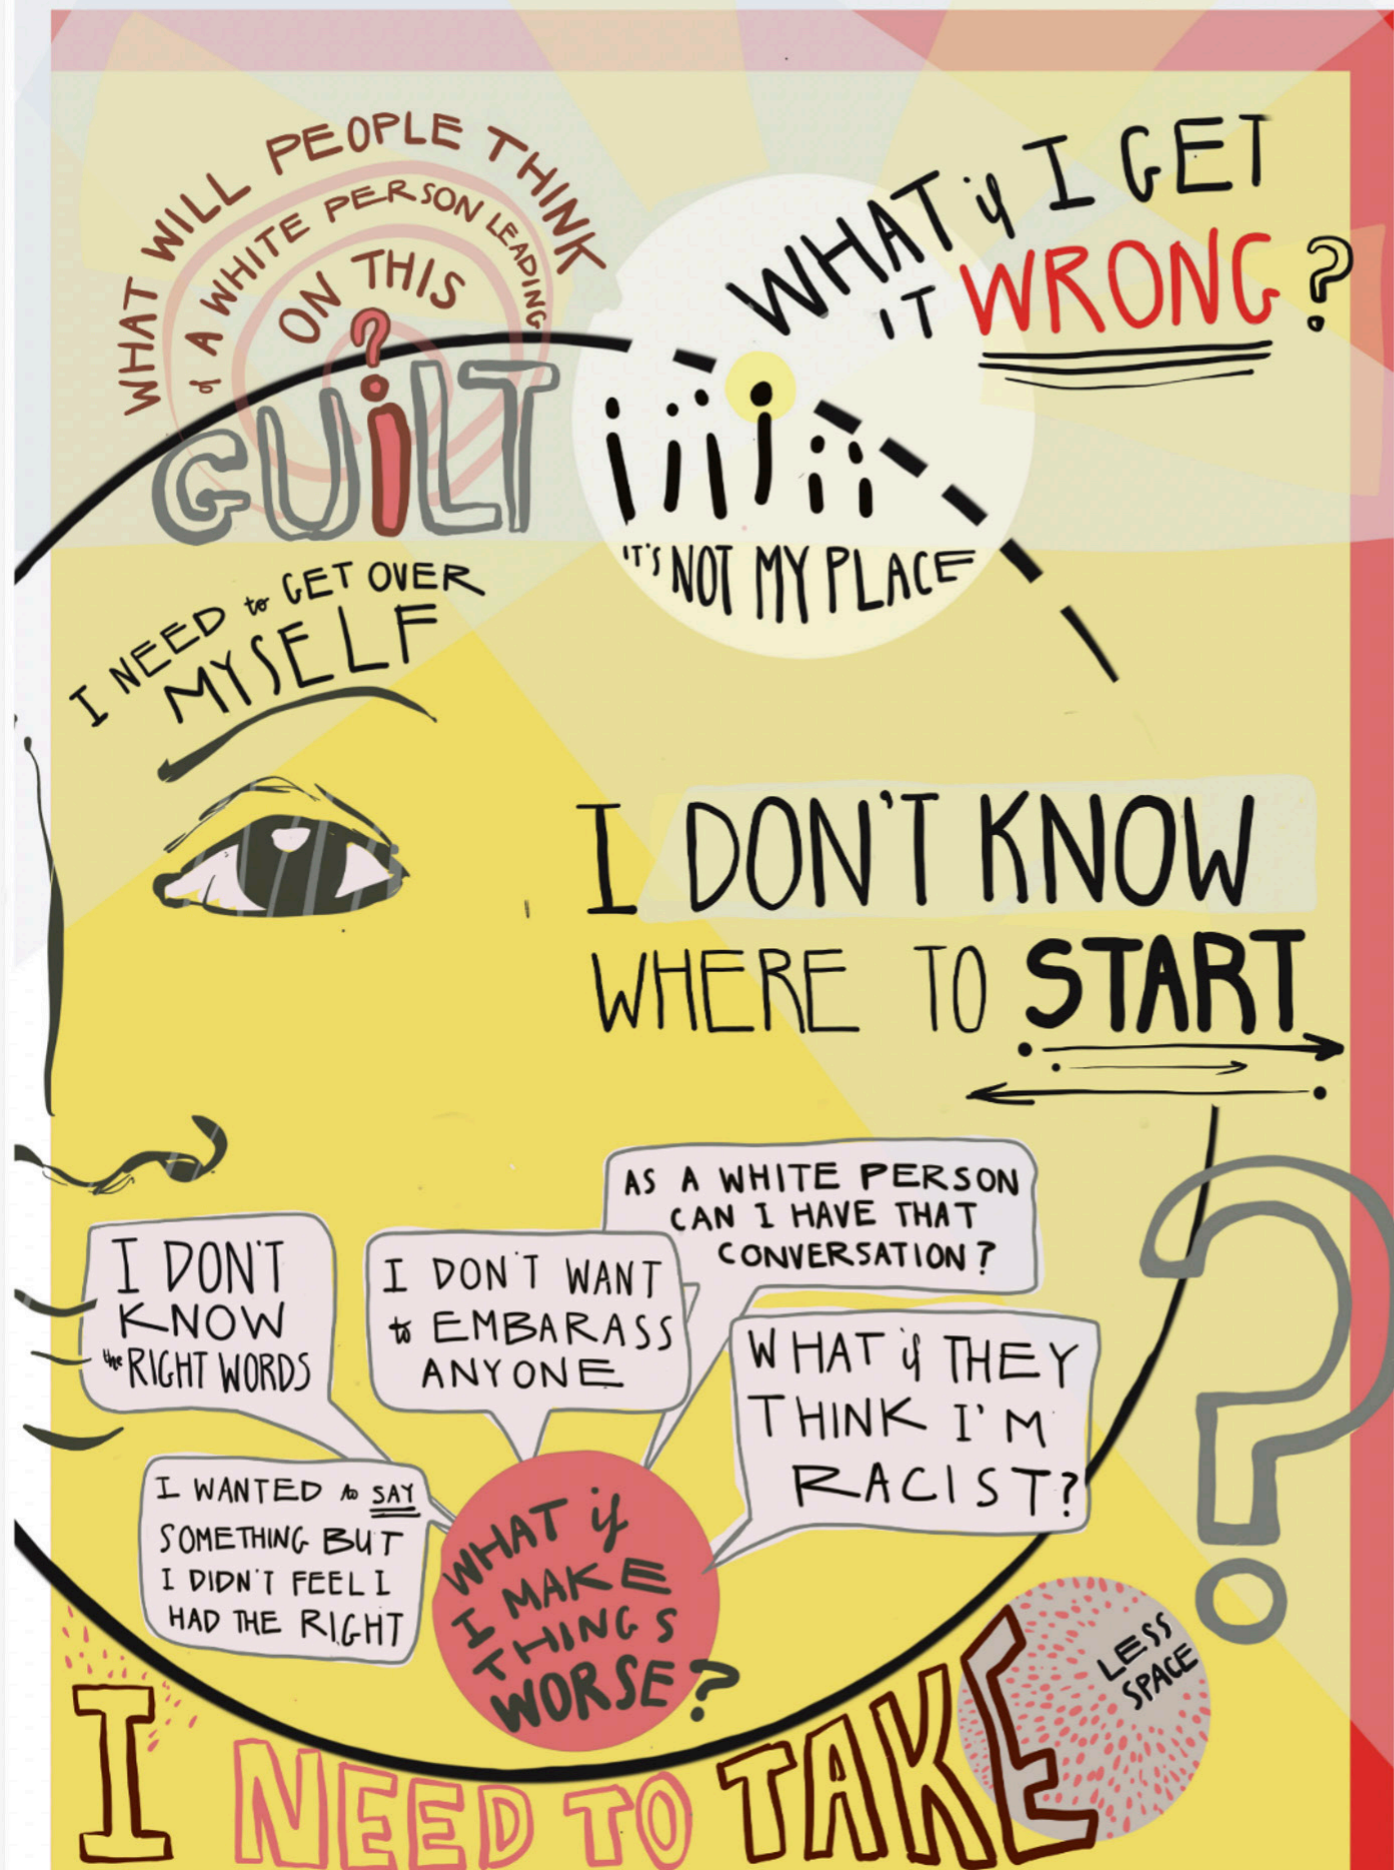 WHAT WILL PEOPLE THINK
of A WHITE PERSON LEADING
ON THIS
?
GUiLT
WHAT if I GET
IT WRONG?
IT'S NOT MY PLACE
I NEED to GET OVER
MYSELF
I DON'T KNOW
WHERE TO START
AS A WHITE PERSON
CAN I HAVE THAT
CONVERSATION?
I DON'T
KNOW
the RIGHT WORDS
I DON'T WANT
to EMBARASS
ANYONE
WHAT if THEY
THINK I'M
RACIST?
?
I WANTED to SAY
SOMETHING BUT
I DIDN'T FEEL I
HAD THE RIGHT
WHAT if
I MAKE
THINGS
WORSE?
LESS
SPACE
I NEED TO TAKE